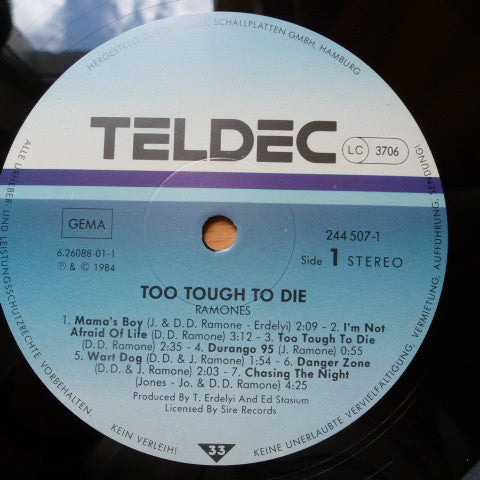 HERGESTELLT DURCH SCHALLPLATTEN GMBH, HAMBURG
TELDEC
LC 3706
GEMA
6.26088-01-1
Ⓟ & © 1984
244 507-1
Side 1 STEREO
TOO TOUGH TO DIE
RAMONES
1. Mama's Boy (J. & D.D. Ramone - Erdelyi) 2:09 - 2. I'm Not
Afraid Of Life (D.D. Ramone) 3:12 - 3. Too Tough To Die
(D.D. Ramone) 2:35 - 4. Durango 95 (J. Ramone) 0:55
5. Wart Dog (D.D. & J. Ramone) 1:54 - 6. Danger Zone
(D.D. & J. Ramone) 2:03 - 7. Chasing The Night
(Jones - Jo. & D.D. Ramone) 4:25
Produced By T. Erdelyi And Ed Stasium
Licensed By Sire Records
33
ALLE URHEBER- UND LEISTUNGSSCHUTZRECHTE VORBEHALTEN.
KEIN VERLEIH!
KEINE UNERLAUBTE VERVIELFÄLTIGUNG, VERMIETUNG, AUFFÜHRUNG, SENDUNG!